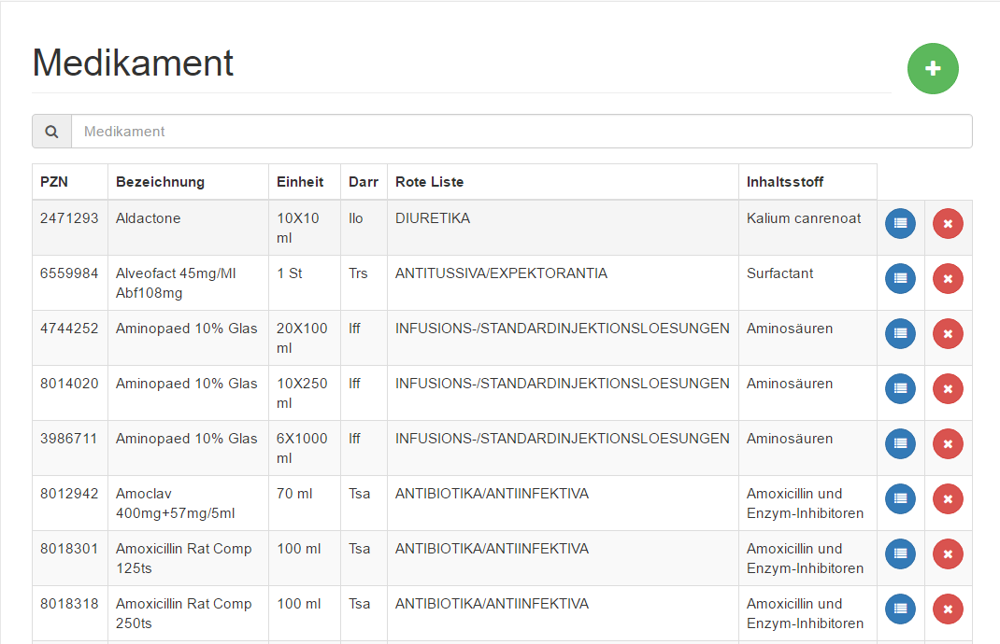 Medikament
Medikament
PZN Bezeichnung Einheit Darr Rote Liste Inhaltsstoff
2471293 Aldactone 10X10 Ilo DIURETIKA Kalium canrenoat
ml
6559984 Alveofact 45mg/Ml 1 St Trs ANTITUSSIVA/EXPEKTORANTIA Surfactant
Abf108mg
4744252 Aminopaed 10% Glas 20X100 Iff INFUSIONS-/STANDARDINJEKTIONSLOESUNGEN Aminosäuren
ml
8014020 Aminopaed 10% Glas 10X250 Iff INFUSIONS-/STANDARDINJEKTIONSLOESUNGEN Aminosäuren
ml
3986711 Aminopaed 10% Glas 6X1000 Iff INFUSIONS-/STANDARDINJEKTIONSLOESUNGEN Aminosäuren
ml
8012942 Amoclav 70 ml Tsa ANTIBIOTIKA/ANTIINFEKTIVA Amoxicillin und
400mg+57mg/5ml Enzym-Inhibitoren
8018301 Amoxicillin Rat Comp 100 ml Tsa ANTIBIOTIKA/ANTIINFEKTIVA Amoxicillin und
125ts Enzym-Inhibitoren
8018318 Amoxicillin Rat Comp 100 ml Tsa ANTIBIOTIKA/ANTIINFEKTIVA Amoxicillin und
250ts Enzym-Inhibitoren